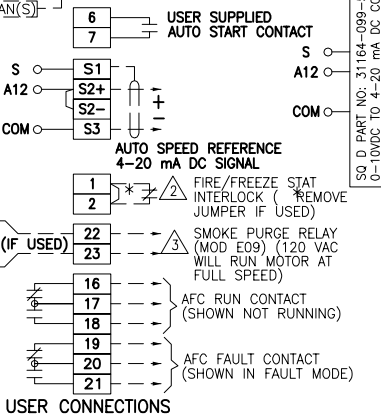 AN(S)
6
7
USER SUPPLIED
AUTO START CONTACT
S
A12
COM
S1
S2+
S2-
S3
+
-
AUTO SPEED REFERENCE
4-20 mA DC SIGNAL
S
A12
COM
SQ D PART NO: 31164-099-
0-10VDC TO 4-20 mA DC CO
1
2
*
2
FIRE/FREEZE STAT
INTERLOCK ( *REMOVE
JUMPER IF USED)
(IF USED)
22
23
3
SMOKE PURGE RELAY
(MOD E09) (120 VAC
WILL RUN MOTOR AT
FULL SPEED)
16
17
18
AFC RUN CONTACT
(SHOWN NOT RUNNING)
19
20
21
AFC FAULT CONTACT
(SHOWN IN FAULT MODE)
USER CONNECTIONS